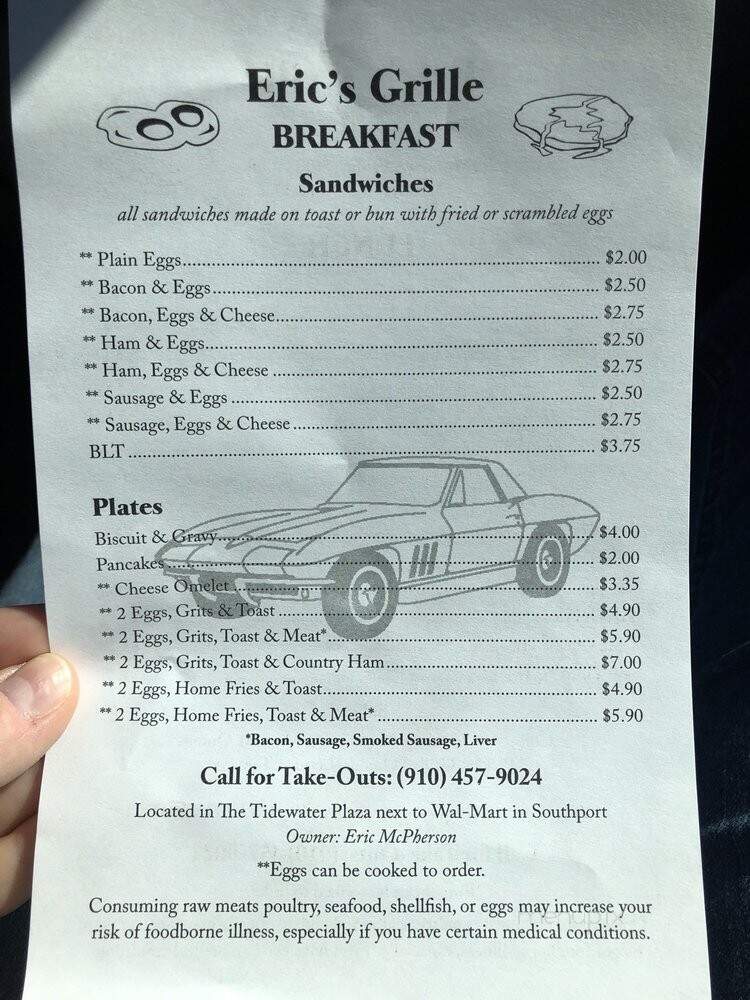 Eric's Grille
BREAKFAST
Sandwiches
all sandwiches made on toast or bun with fried or scrambled eggs
** Plain Eggs.......... $2.00
** Bacon & Eggs.......... $2.50
** Bacon, Eggs & Cheese.......... $2.75
** Ham & Eggs.......... $2.50
** Ham, Eggs & Cheese .......... $2.75
** Sausage & Eggs .......... $2.50
** Sausage, Eggs & Cheese .......... $2.75
BLT .......... $3.75
Plates
Biscuit & Gravy.......... $4.00
Pancakes.......... $2.00
** Cheese Omelet .......... $3.35
** 2 Eggs, Grits & Toast .......... $4.90
** 2 Eggs, Grits, Toast & Meat*.......... $5.90
** 2 Eggs, Grits, Toast & Country Ham.......... $7.00
** 2 Eggs, Home Fries & Toast.......... $4.90
** 2 Eggs, Home Fries, Toast & Meat* .......... $5.90
*Bacon, Sausage, Smoked Sausage, Liver
Call for Take-Outs: (910) 457-9024
Located in The Tidewater Plaza next to Wal-Mart in Southport
Owner: Eric McPherson
**Eggs can be cooked to order.
Consuming raw meats poultry, seafood, shellfish, or eggs may increase your
risk of foodborne illness, especially if you have certain medical conditions.